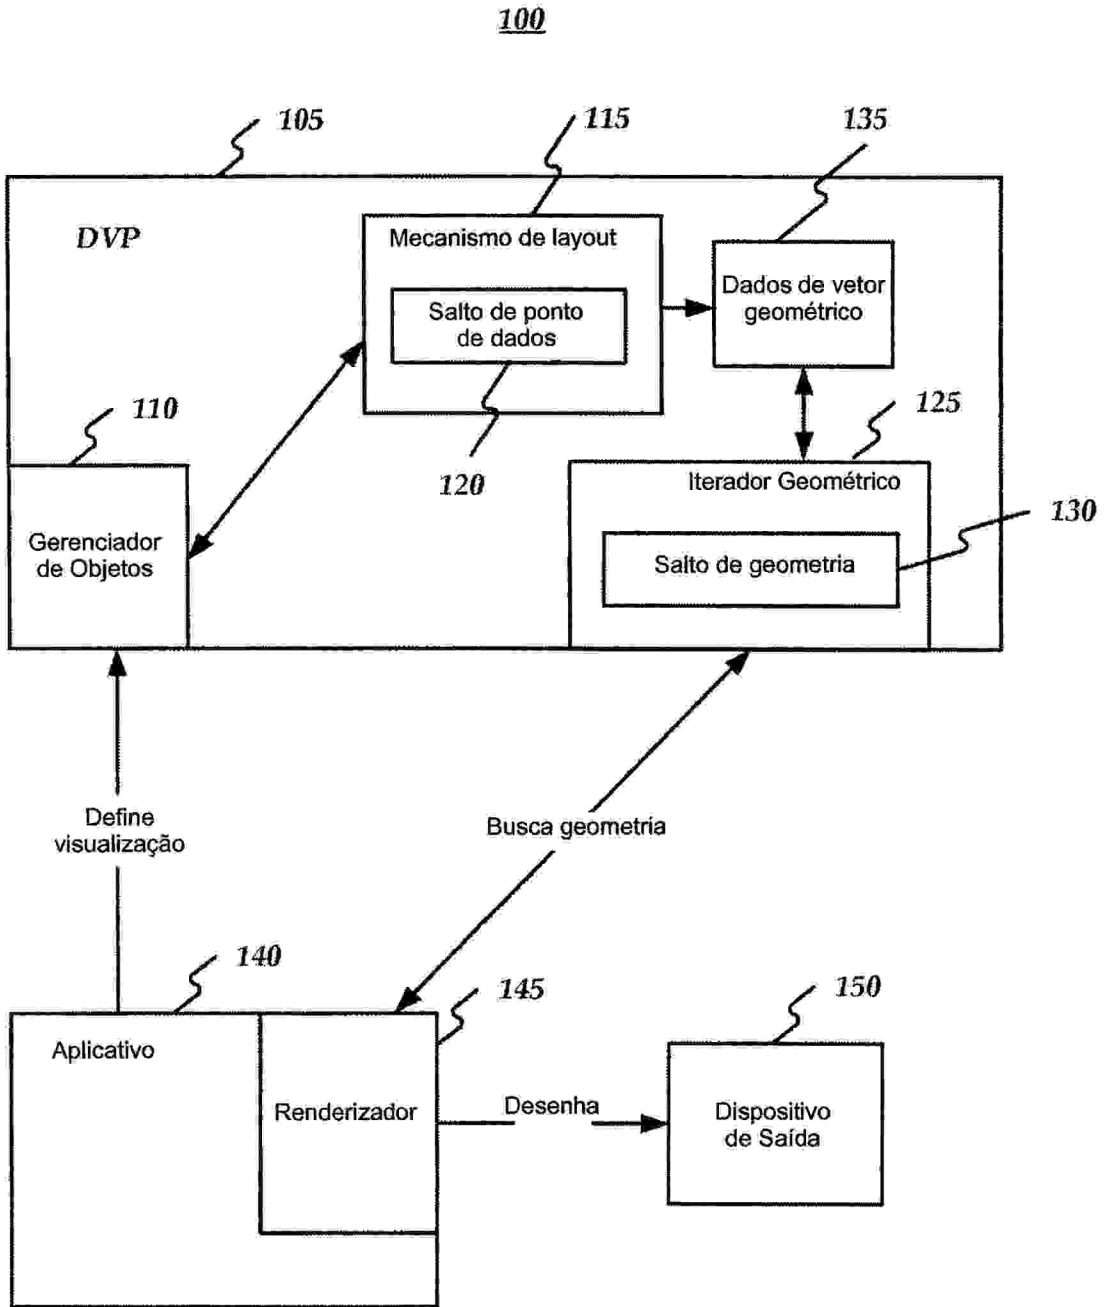 100
105
115
135
DVP
Mecanismo de layout
Dados de vetor
geométrico
Salto de ponto
de dados
110
120
125
Iterador Geométrico
130
Gerenciador
de Objetos
Salto de geometria
Define
visualização
Busca geometria
140
145
150
Aplicativo
Renderizador
Desenha
Dispositivo
de Saída